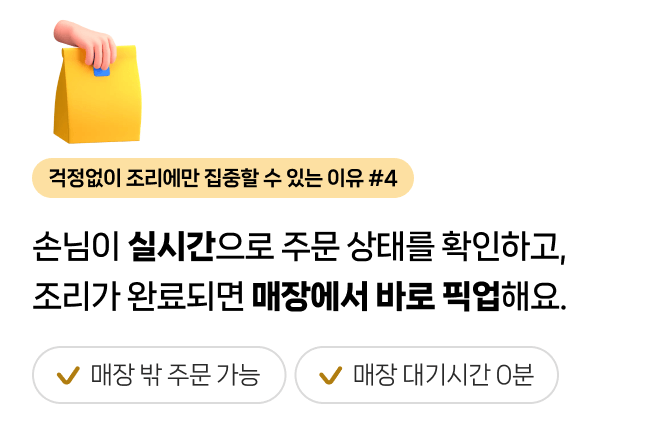 걱정없이 조리에만 집중할 수 있는 이유 #4
손님이 실시간으로 주문 상태를 확인하고,
조리가 완료되면 매장에서 바로 픽업해요.
매장 밖 주문 가능
매장 대기시간 0분